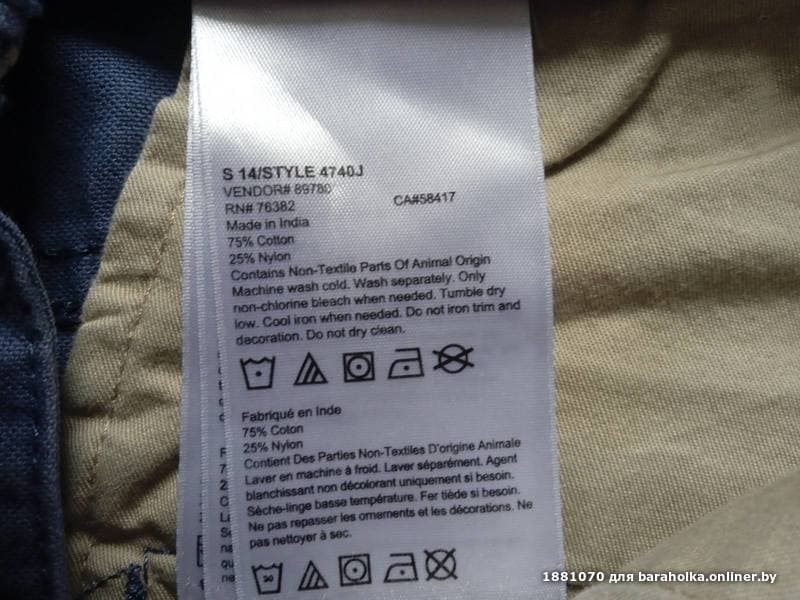 S 14/STYLE 4740J
VENDOR# 89780
RN# 76382 CA#58417
Made in India
75% Cotton
25% Nylon
Contains Non-Textile Parts Of Animal Origin
Machine wash cold. Wash separately. Only
non-chlorine bleach when needed. Tumble dry
low. Cool iron when needed. Do not iron trim and
decoration. Do not dry clean.
Fabriqué en Inde
75% Coton
25% Nylon
Contient Des Parties Non-Textiles D'origine Animale
Laver en machine à froid. Laver séparément. Agent
blanchissant non décolorant uniquement si besoin.
Sèche-linge basse température. Fer tiède si besoin.
Ne pas repasser les ornements et les décorations. Ne
pas nettoyer à sec.
30
1881070 для baraholka.onliner.by